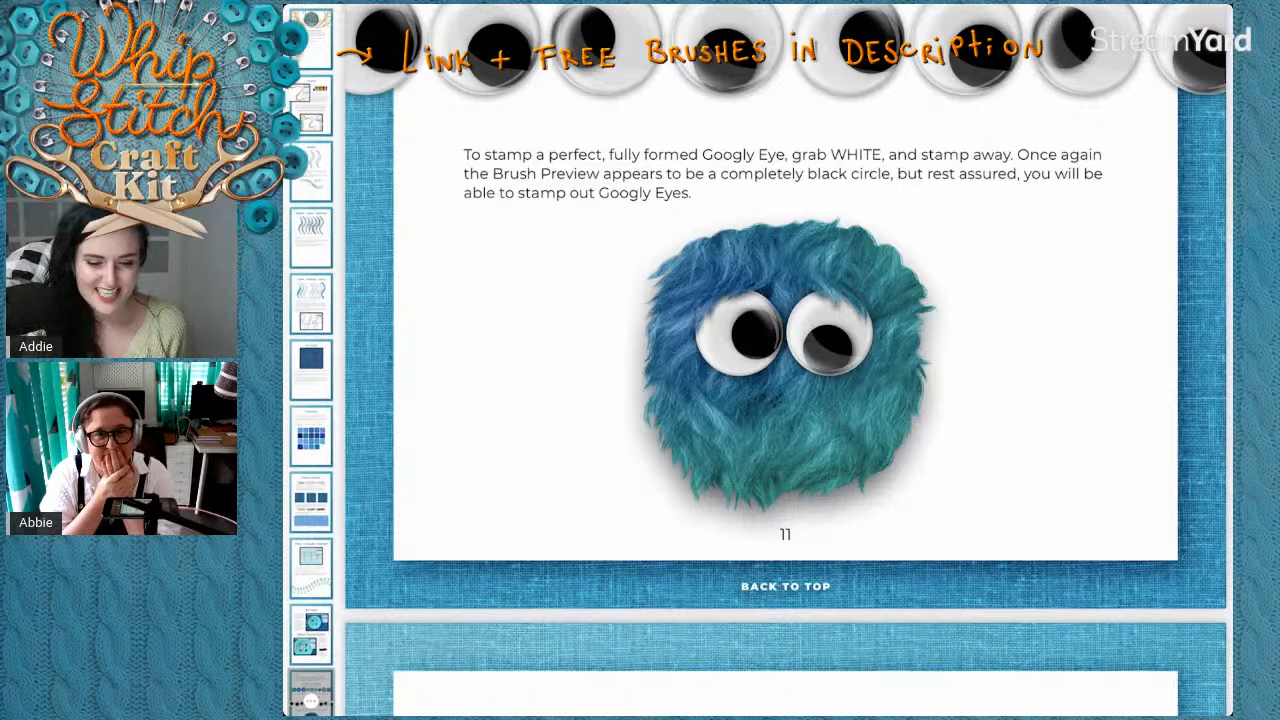 Whip
Stitch
Craft
Kit
→ LINK + FREE BRUSHES IN DESCRIPTION
StreamYard
To stamp a perfect, fully formed Googly Eye, grab WHITE, and stamp away. Once again
the Brush Preview appears to be a completely black circle, but rest assured, you will be
able to stamp out Googly Eyes.
Addie
Abbie
11
BACK TO TOP